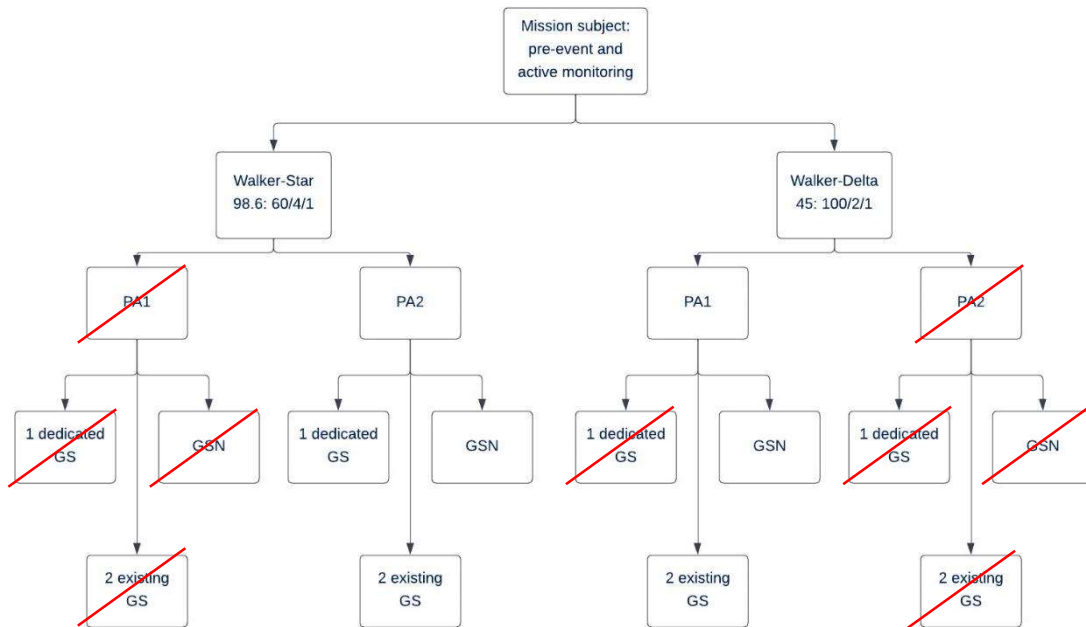 Mission subject:
pre-event and
active monitoring
Walker-Star
98.6: 60/4/1
Walker-Delta
45: 100/2/1
PA1
PA2
PA1
PA2
1 dedicated
GS
GSN
1 dedicated
GS
GSN
1 dedicated
GS
GSN
1 dedicated
GS
GSN
2 existing
GS
2 existing
GS
2 existing
GS
2 existing
GS